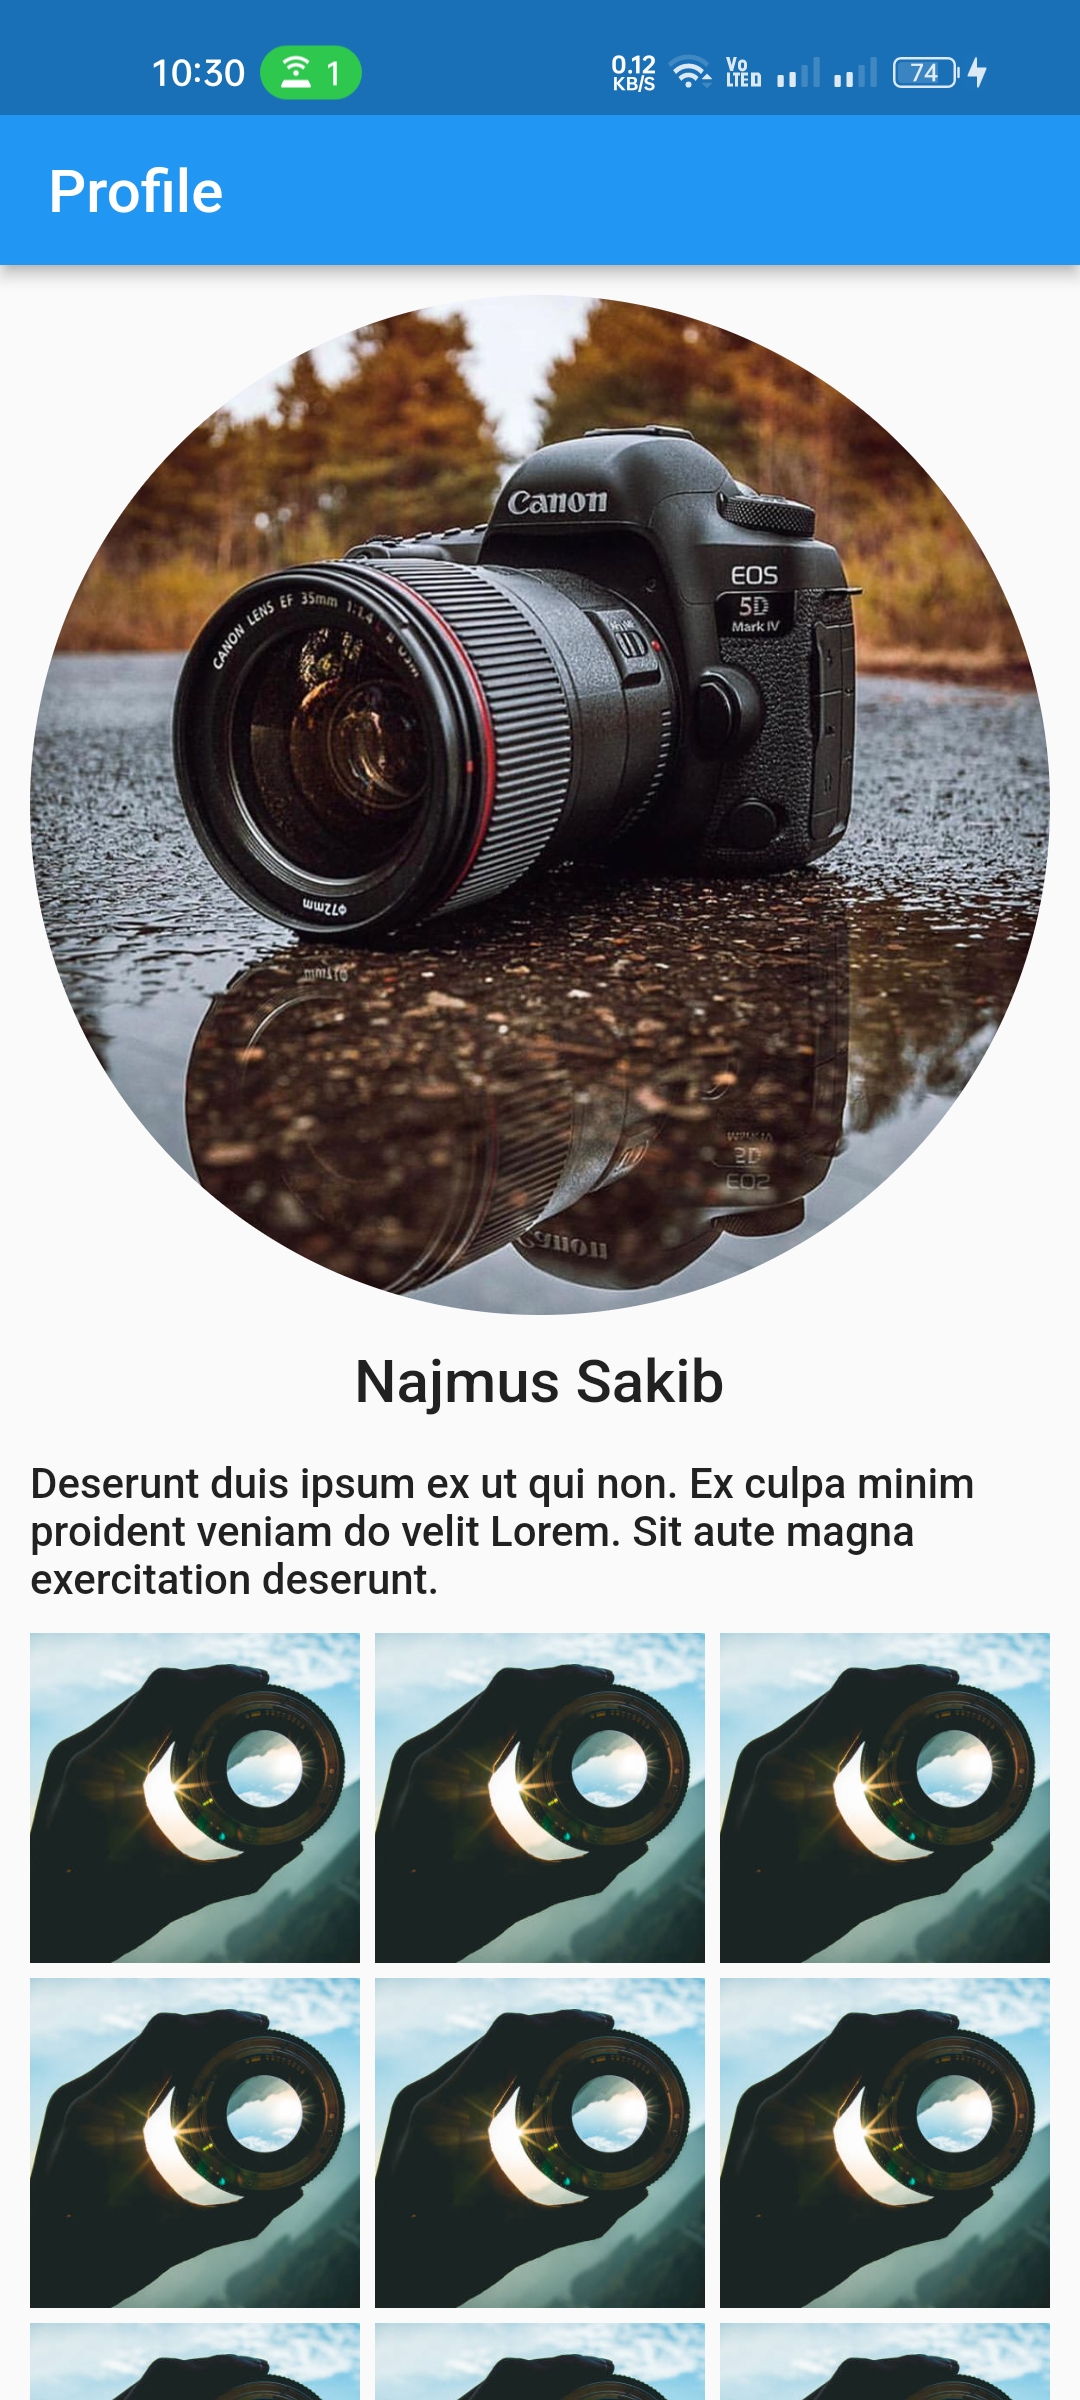 10:30
1
0.12
KB/S
Vo
LTE
74
Profile
Canon
EOS
5D
Mark IV
CANON LENS EF 35mm 1:1.4
φ72mm
Najmus Sakib
Deserunt duis ipsum ex ut qui non. Ex culpa minim
proident veniam do velit Lorem. Sit aute magna
exercitation deserunt.